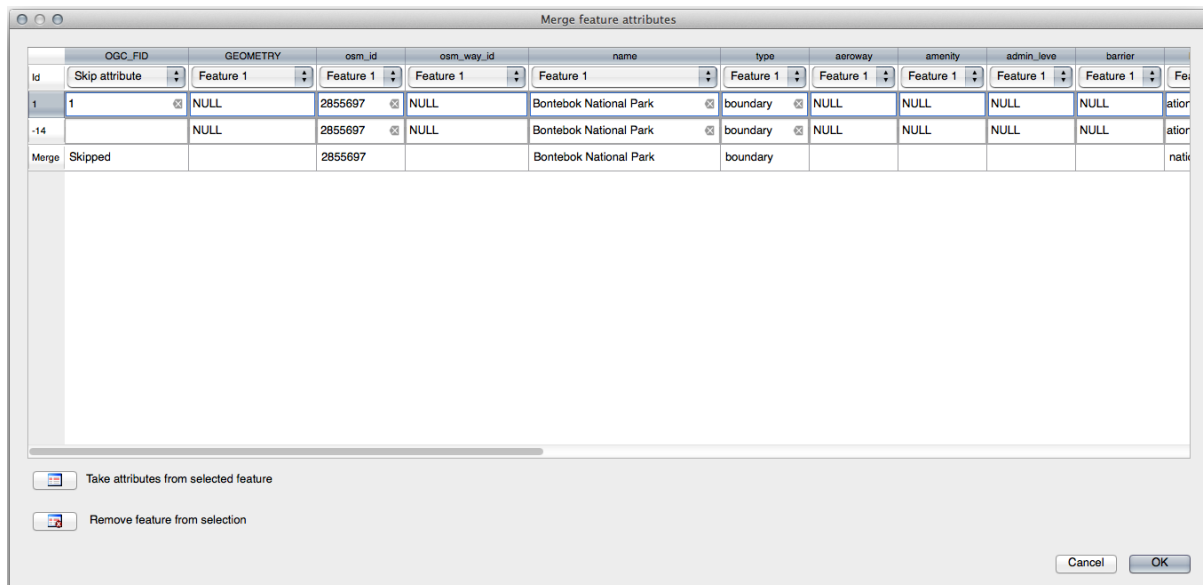 Merge feature attributes
OGC_FID GEOMETRY osm_id osm_way_id name type aeroway amenity admin_leve barrier
Id Skip attribute Feature 1 Feature 1 Feature 1 Feature 1 Feature 1 Feature 1 Feature 1 Feature 1 Feature 1 Fea
1 1 NULL 2855697 NULL Bontebok National Park boundary NULL NULL NULL NULL ation
-14 NULL 2855697 NULL Bontebok National Park boundary NULL NULL NULL NULL ation
Merge Skipped 2855697 Bontebok National Park boundary natio
Take attributes from selected feature
Remove feature from selection
Cancel OK